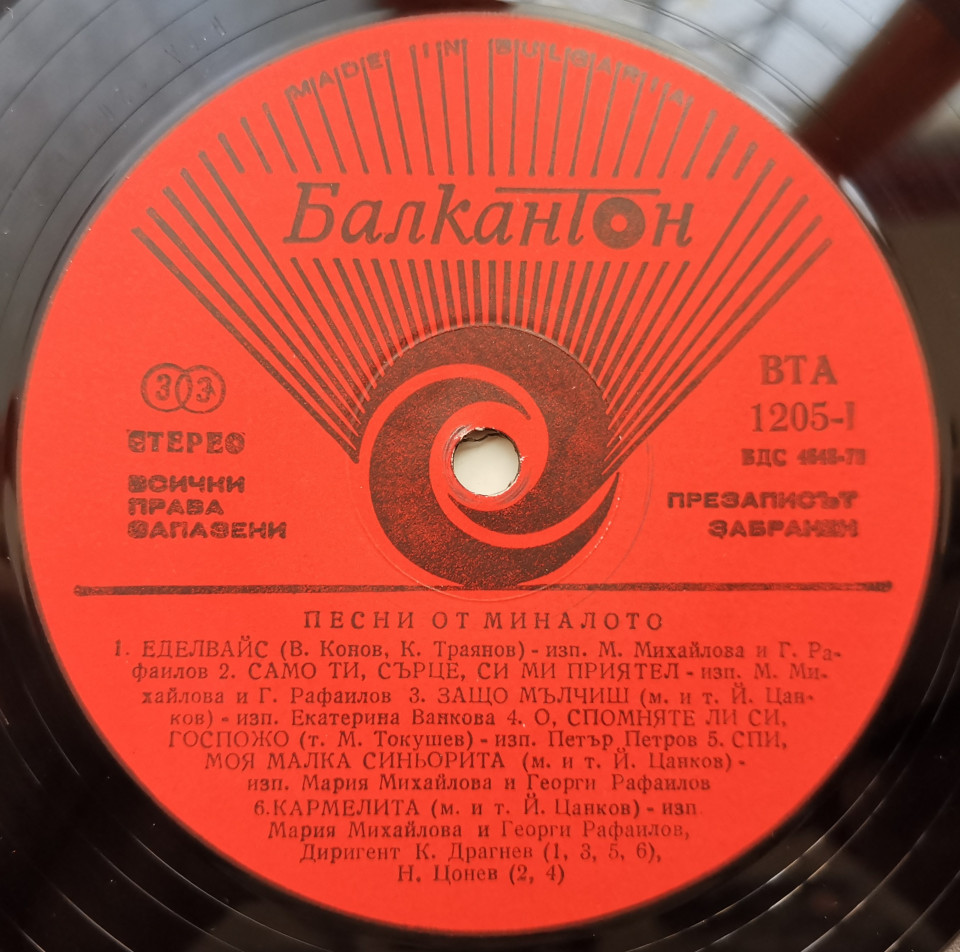 MADE IN BULGARIA
Балкантон
33
СТЕРЕО
ВСИЧКИ
ПРАВА
ЗАПАЗЕНИ
ВТА
1205-I
БДС
ПРЕЗАПИСЪТ
ЗАБРАНЕН
ПЕСНИ ОТ МИНАЛОТО
1. ЕДЕЛВАЙС (В. Конов, К. Траянов) - изп. М. Михайлова и Г. Ра-
фаилов 2. САМО ТИ, СЪРЦЕ, СИ МИ ПРИЯТЕЛ - изп. М. Ми-
хайлова и Г. Рафаилов 3. ЗАЩО МЪЛЧИШ (м. и т. Й. Цан-
ков) - изп. Екатерина Ванкова 4. О, СПОМНЯТЕ ЛИ СИ,
ГОСПОЖО (т. М. Токушев) - изп. Петър Петров 5. СПИ,
МОЯ МАЛКА СИНЬОРИТА (м. и т. Й. Цанков) -
изп. Мария Михайлова и Георги Рафаилов
6. КАРМЕЛИТА (м. и т. Й. Цанков) - изп.
Мария Михайлова и Георги Рафаилов,
Диригент К. Драгнев (1, 3, 5, 6),
Н. Цонев (2, 4)